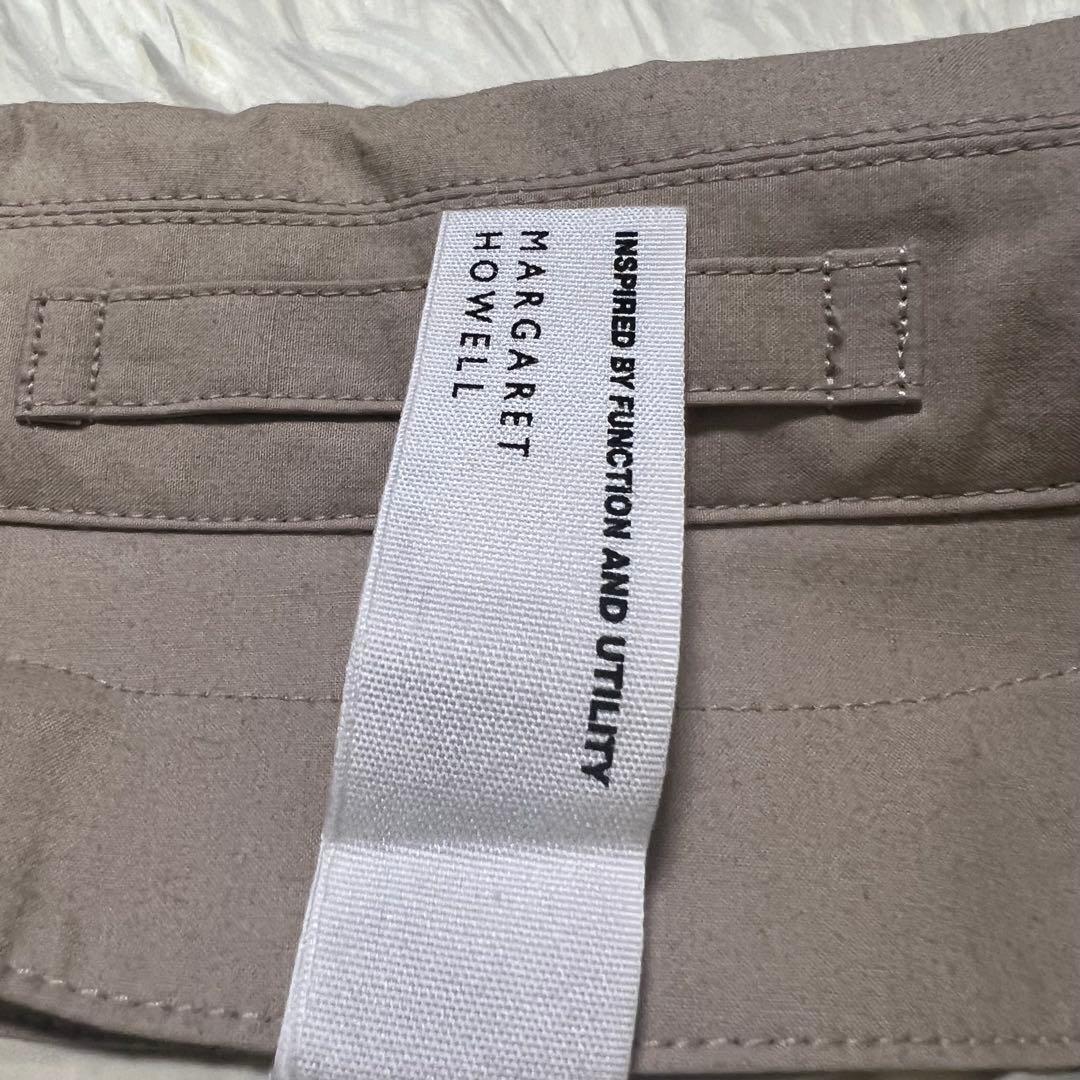 INSPIRED BY FUNCTION AND UTILITY
MARGARET
HOWELL